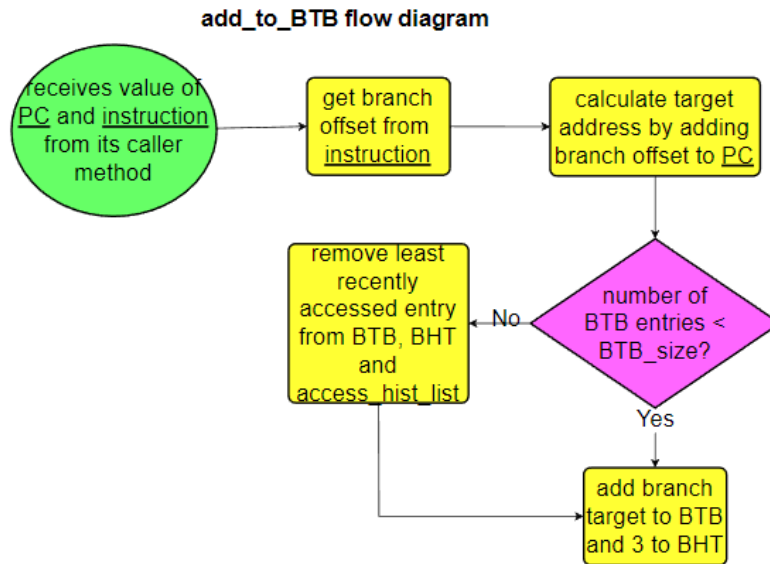 add_to_BTB flow diagram
receives value of
PC and instruction
from its caller
method
get branch
offset from
instruction
calculate target
address by adding
branch offset to PC
number of
BTB entries <
BTB_size?
No
remove least
recently
accessed entry
from BTB, BHT
and
access_hist_list
Yes
add branch
target to BTB
and 3 to BHT